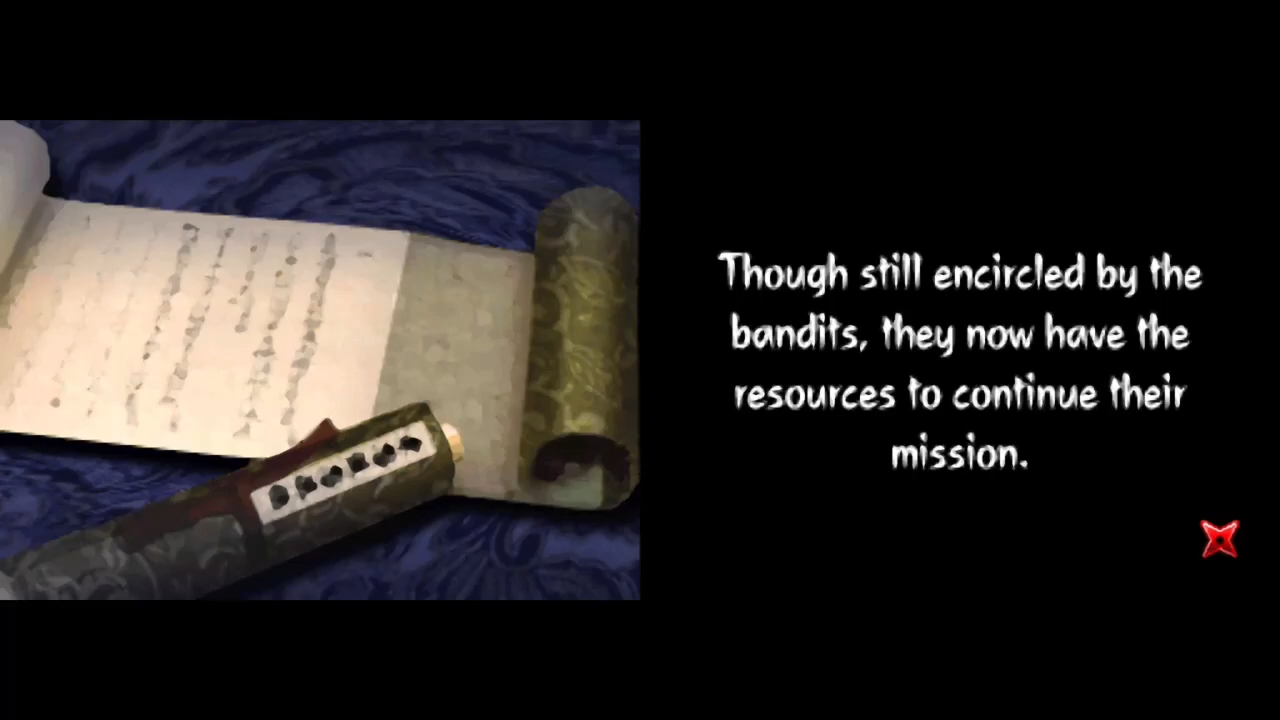 Though still encircled by the
bandits, they now have the
resources to continue their
mission.